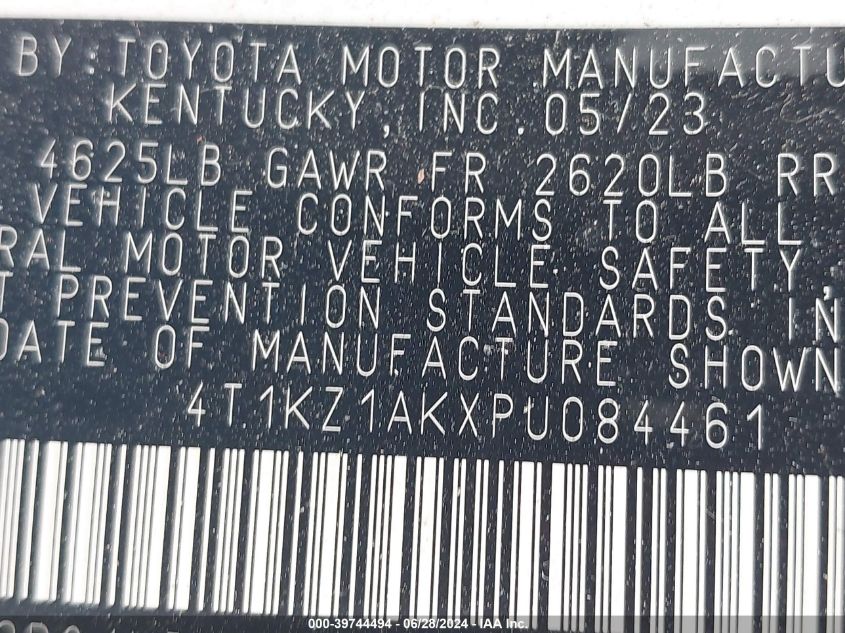 BY: TOYOTA MOTOR MANUFACTU
KENTUCKY, INC. 05/23
4625LB GAWR FR 2620LB RR
VEHICLE CONFORMS TO ALL
RAL MOTOR VEHICLE SAFETY,
T PREVENTION STANDARDS IN
DATE OF MANUFACTURE SHOWN
4T1KZ1AKXPU084461
000-39744494 - 06/28/2024 - IAA Inc.